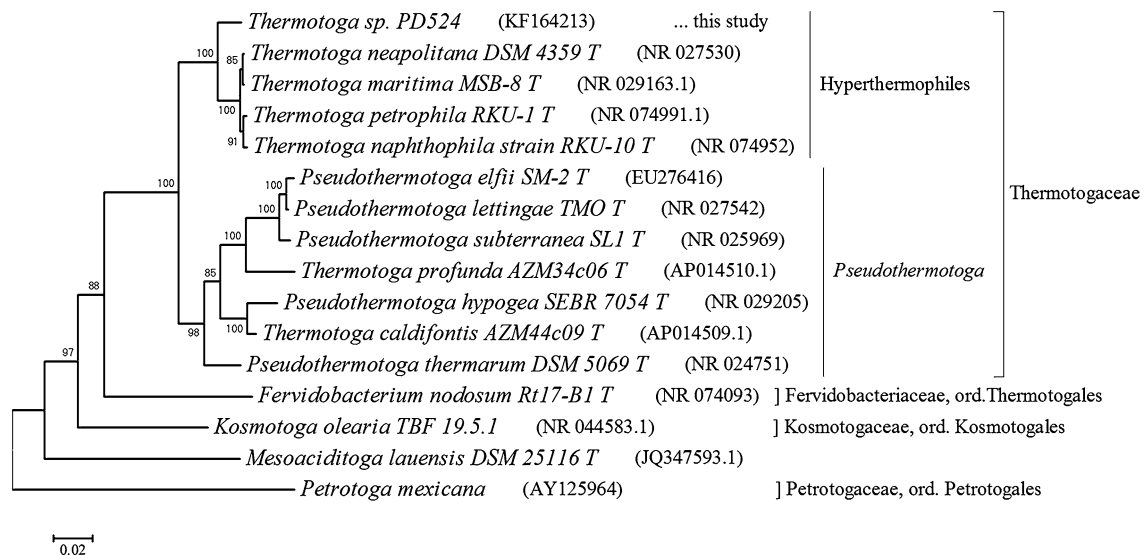 Thermotoga sp. PD524 (KF164213) ... this study
100
85
Thermotoga neapolitana DSM 4359 T (NR 027530)
Thermotoga maritima MSB-8 T (NR 029163.1)
Hyperthermophiles
100
Thermotoga petrophila RKU-1 T (NR 074991.1)
91
Thermotoga naphthophila strain RKU-10 T (NR 074952)
100
100
Pseudothermotoga elfii SM-2 T (EU276416)
Thermotogaceae
100
Pseudothermotoga lettingae TMO T (NR 027542)
100
Pseudothermotoga subterranea SL1 T (NR 025969)
85
Thermotoga profunda AZM34c06 T (AP014510.1)
Pseudothermotoga
88
Pseudothermotoga hypogea SEBR 7054 T (NR 029205)
98
100
Thermotoga caldifontis AZM44c09 T (AP014509.1)
97
Pseudothermotoga thermarum DSM 5069 T (NR 024751)
Fervidobacterium nodosum Rt17-B1 T (NR 074093) ] Fervidobacteriaceae, ord.Thermotogales
Kosmotoga olearia TBF 19.5.1 (NR 044583.1) ] Kosmotogaceae, ord. Kosmotogales
Mesoaciditoga lauensis DSM 25116 T (JQ347593.1)
Petrotoga mexicana (AY125964) ] Petrotogaceae, ord. Petrotogales
0.02